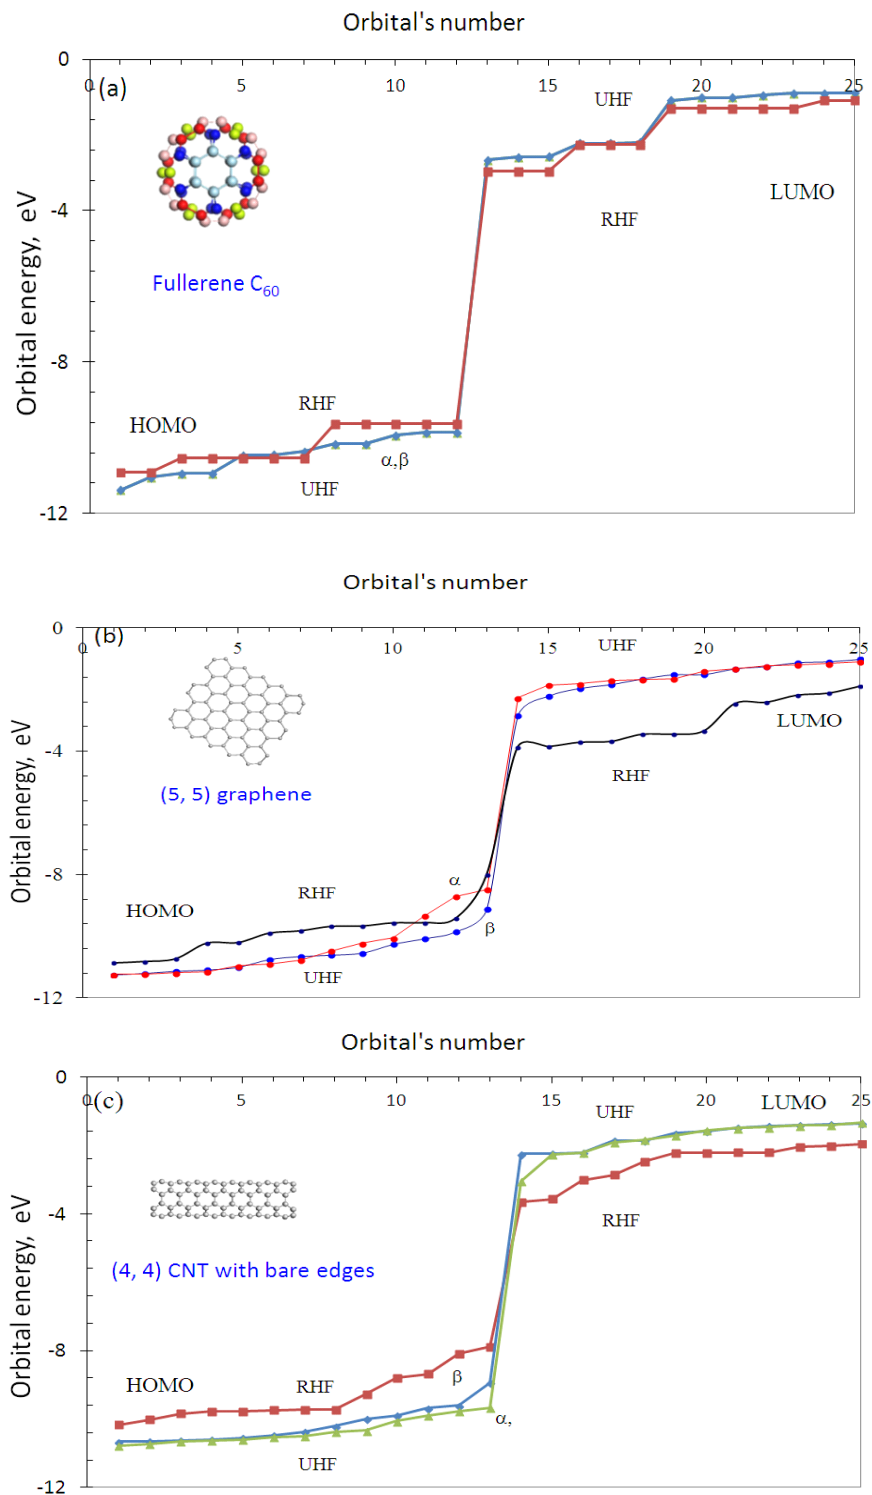 Orbital's number
0
0 5 10 15 20 25
(a)
UHF
LUMO
-4
RHF
Fullerene C₆₀
Orbital energy, eV
-8
RHF
HOMO
α,β
UHF
-12
Orbital's number
0
(b)
0 5 10 15 20 25
UHF
LUMO
-4
RHF
(5, 5) graphene
Orbital energy, eV
-8
α
RHF
HOMO
β
UHF
-12
Orbital's number
0
0 5 10 15 20 25
(c)
LUMO
UHF
-4
RHF
(4, 4) CNT with bare edges
Orbital energy, eV
-8
β
HOMO
RHF
α,
UHF
-12